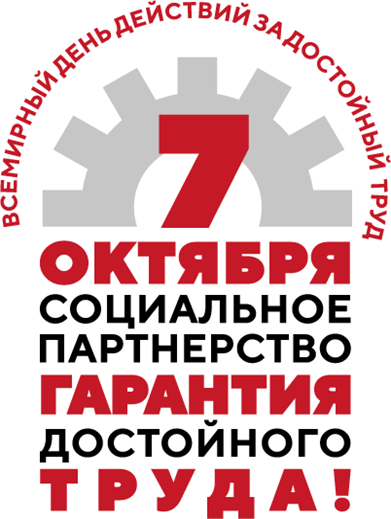 ВСЕМИРНЫЙ ДЕНЬ ДЕЙСТВИЙ ЗА ДОСТОЙНЫЙ ТРУД
7
ОКТЯБРЯ
СОЦИАЛЬНОЕ
ПАРТНЕРСТВО
ГАРАНТИЯ
ДОСТОЙНОГО
ТРУДА!